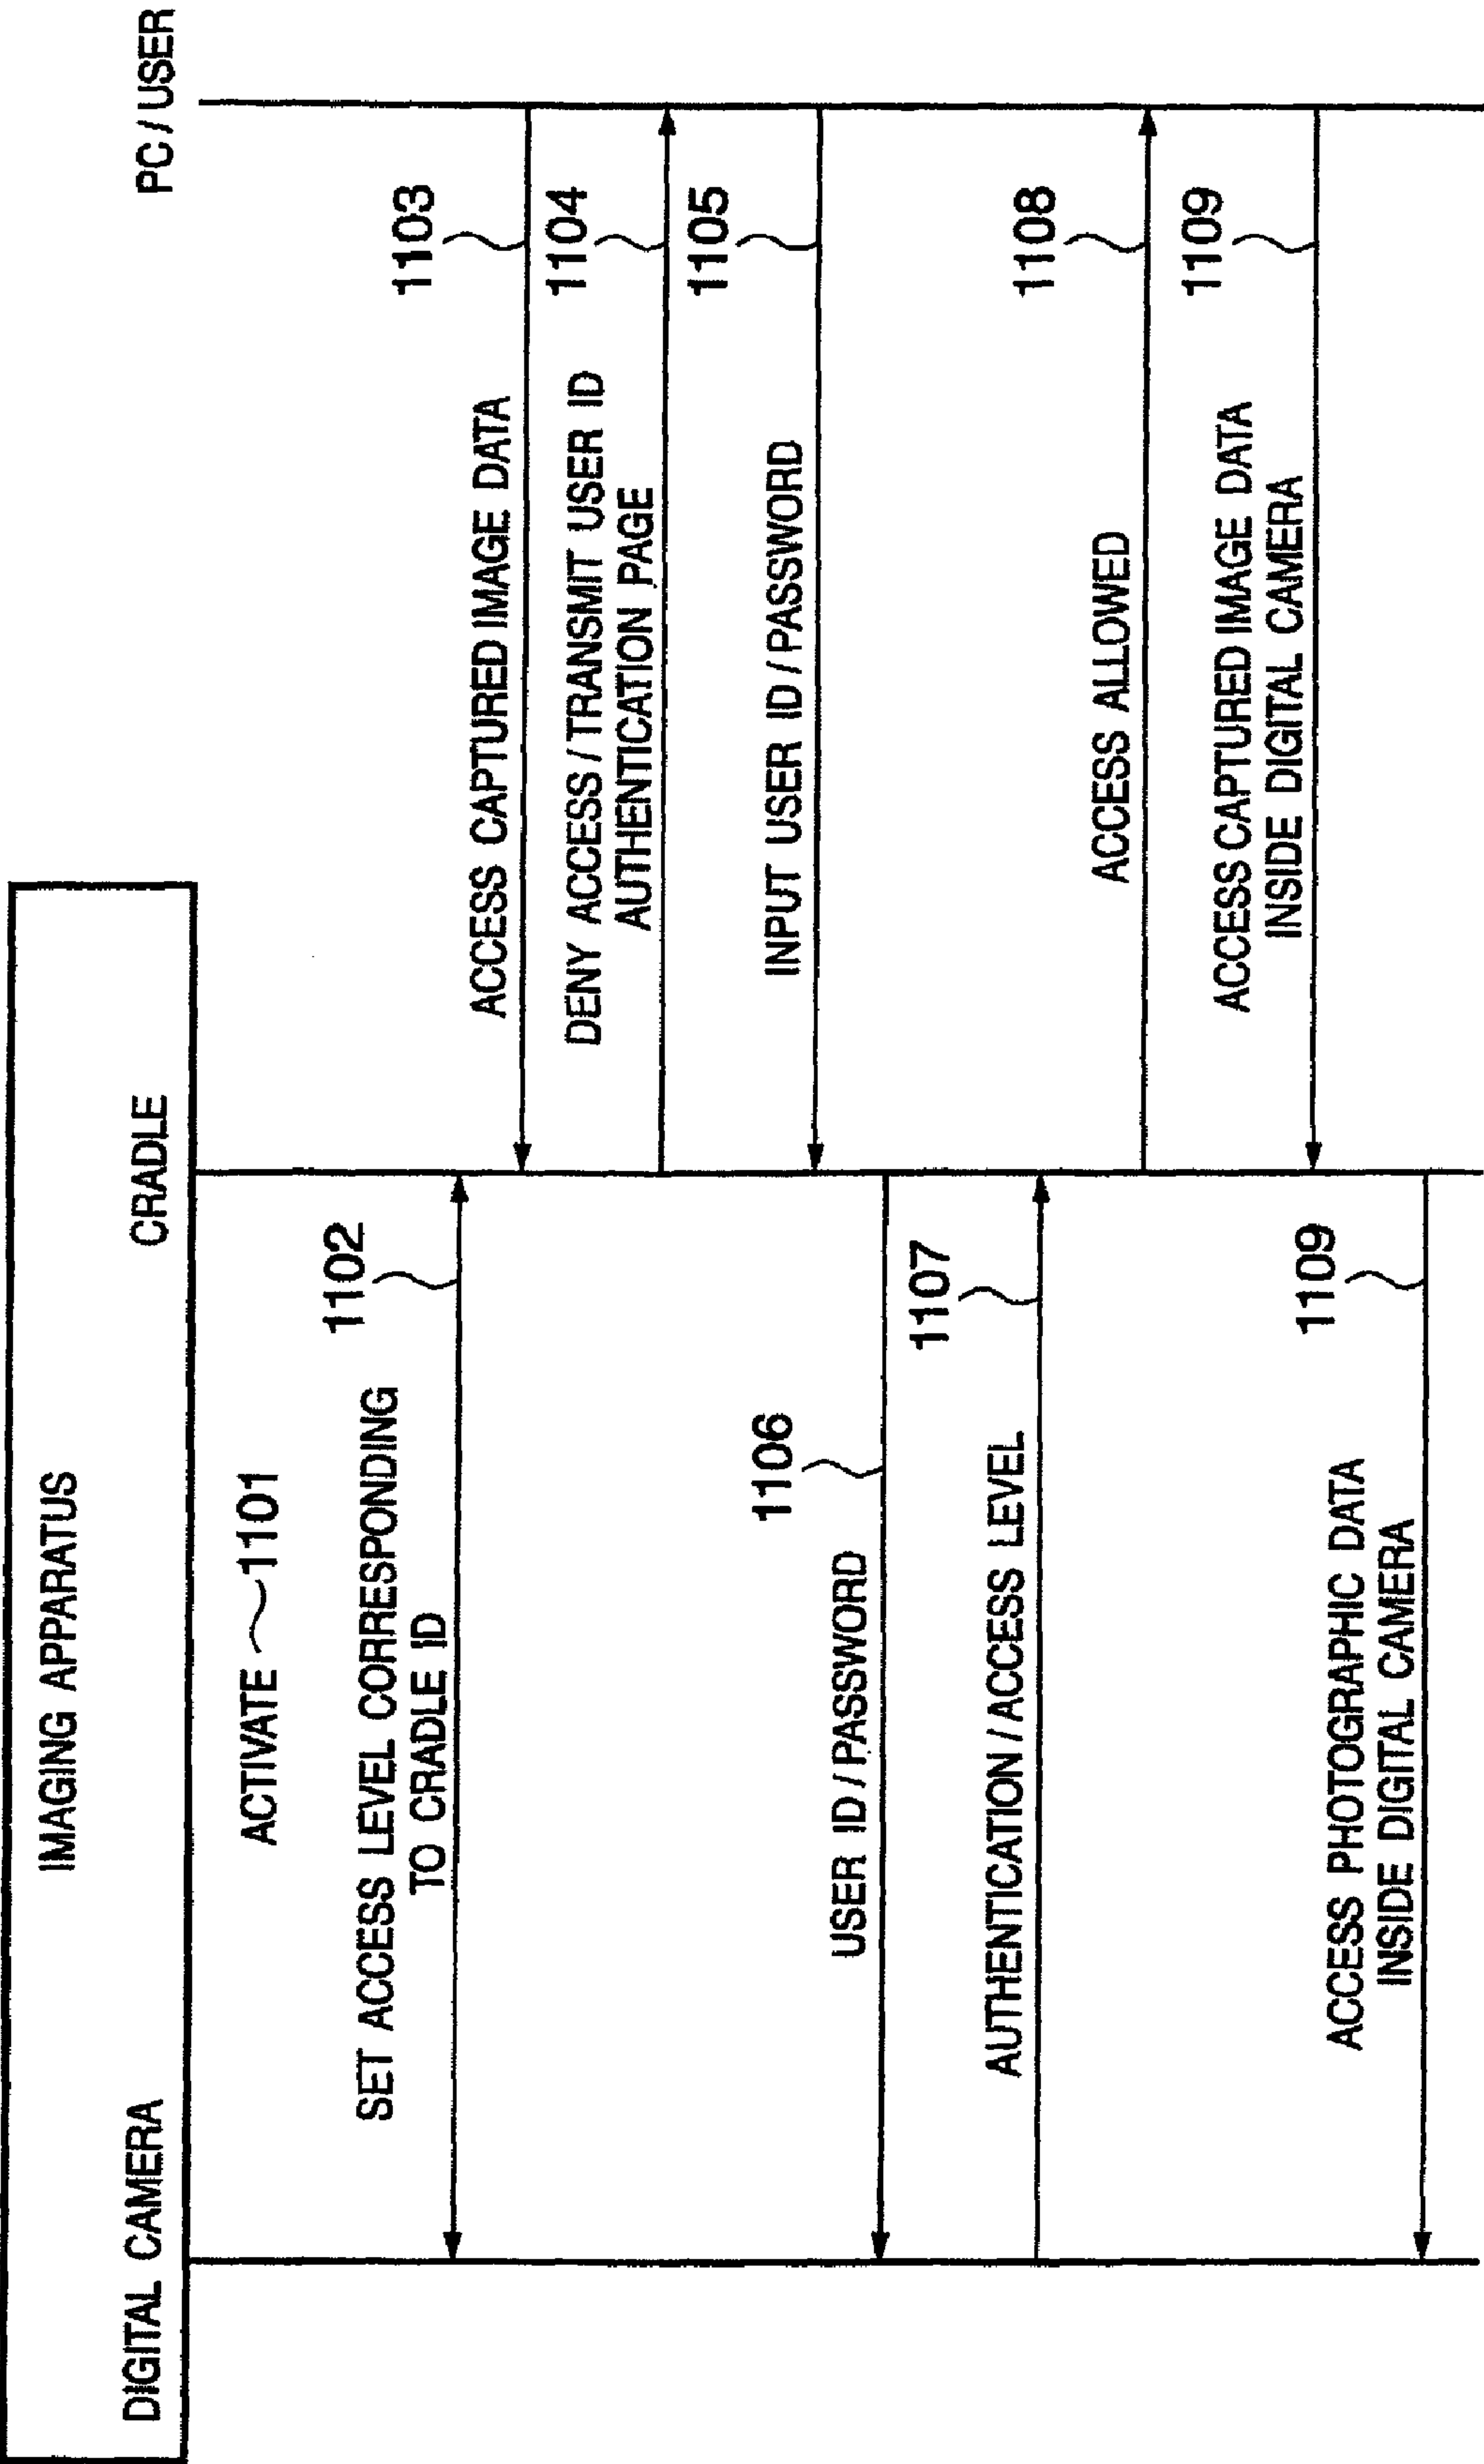 IMAGING APPARATUS
DIGITAL CAMERA
CRADLE
PC / USER
ACTIVATE 1101
SET ACCESS LEVEL CORRESPONDING
TO CRADLE ID
1102
ACCESS CAPTURED IMAGE DATA
1103
DENY ACCESS / TRANSMIT USER ID
AUTHENTICATION PAGE
1104
INPUT USER ID / PASSWORD
1105
USER ID / PASSWORD
1106
AUTHENTICATION / ACCESS LEVEL
1107
ACCESS ALLOWED
1108
ACCESS CAPTURED IMAGE DATA
INSIDE DIGITAL CAMERA
1109
ACCESS PHOTOGRAPHIC DATA
INSIDE DIGITAL CAMERA
1109